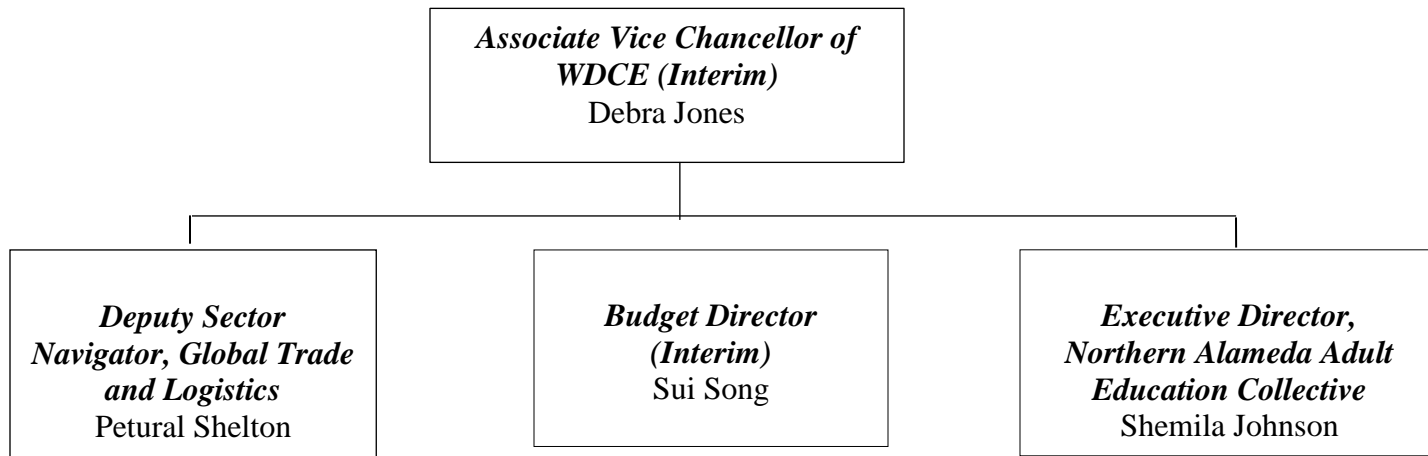 Associate Vice Chancellor of
WDCE (Interim)
Debra Jones
Deputy Sector
Navigator, Global Trade
and Logistics
Petural Shelton
Budget Director
(Interim)
Sui Song
Executive Director,
Northern Alameda Adult
Education Collective
Shemila Johnson